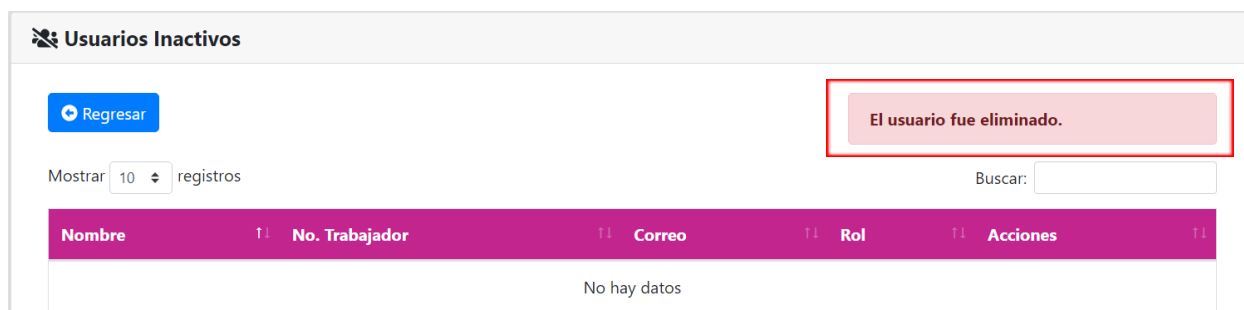 Usuarios Inactivos
Regresar
El usuario fue eliminado.
Mostrar 10 registros
Buscar:
Nombre No. Trabajador Correo Rol Acciones
No hay datos